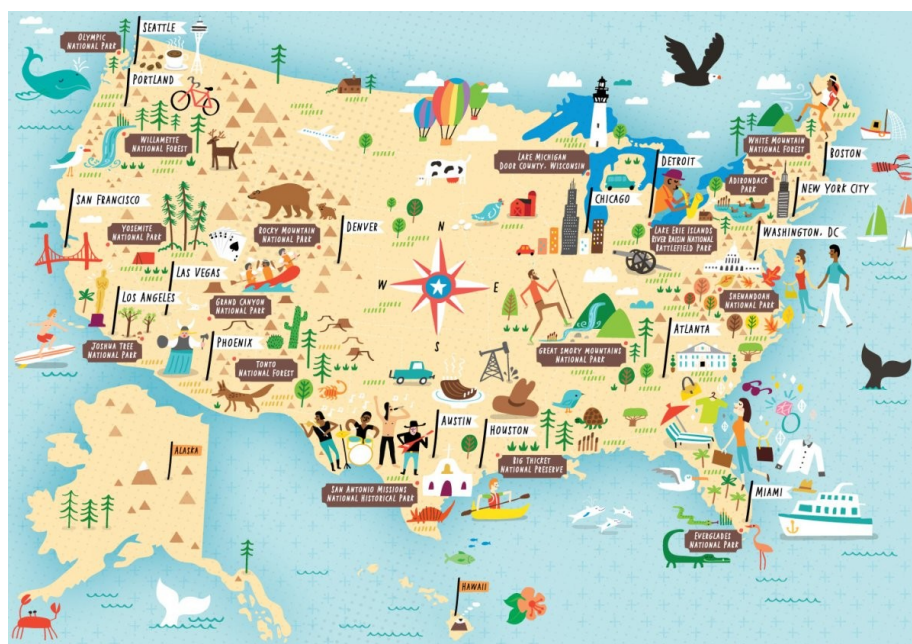 SEATTLE
OLYMPIC
NATIONAL PARK
PORTLAND
WILLAMETTE
NATIONAL FOREST
WHITE MOUNTAIN
NATIONAL FOREST
BOSTON
LAKE MICHIGAN
DOOR COUNTY, WISCONSIN
DETROIT
ADIRONDACK
PARK
NEW YORK CITY
SAN FRANCISCO
YOSEMITE
NATIONAL PARK
ROCKY MOUNTAIN
NATIONAL PARK
DENVER
N
CHICAGO
LAKE ERIE ISLANDS
RIVER RAISIN NATIONAL
BATTLEFIELD PARK
WASHINGTON, DC
LAS VEGAS
W
E
LOS ANGELES
GRAND CANYON
NATIONAL PARK
SHENANDOAH
NATIONAL PARK
JOSHUA TREE
NATIONAL PARK
PHOENIX
TONTO
NATIONAL FOREST
S
GREAT SMOKY MOUNTAINS
NATIONAL PARK
ATLANTA
AUSTIN
HOUSTON
BIG THICKET
NATIONAL PRESERVE
ALASKA
SAN ANTONIO MISSIONS
NATIONAL HISTORICAL PARK
MIAMI
EVERGLADES
NATIONAL PARK
HAWAII